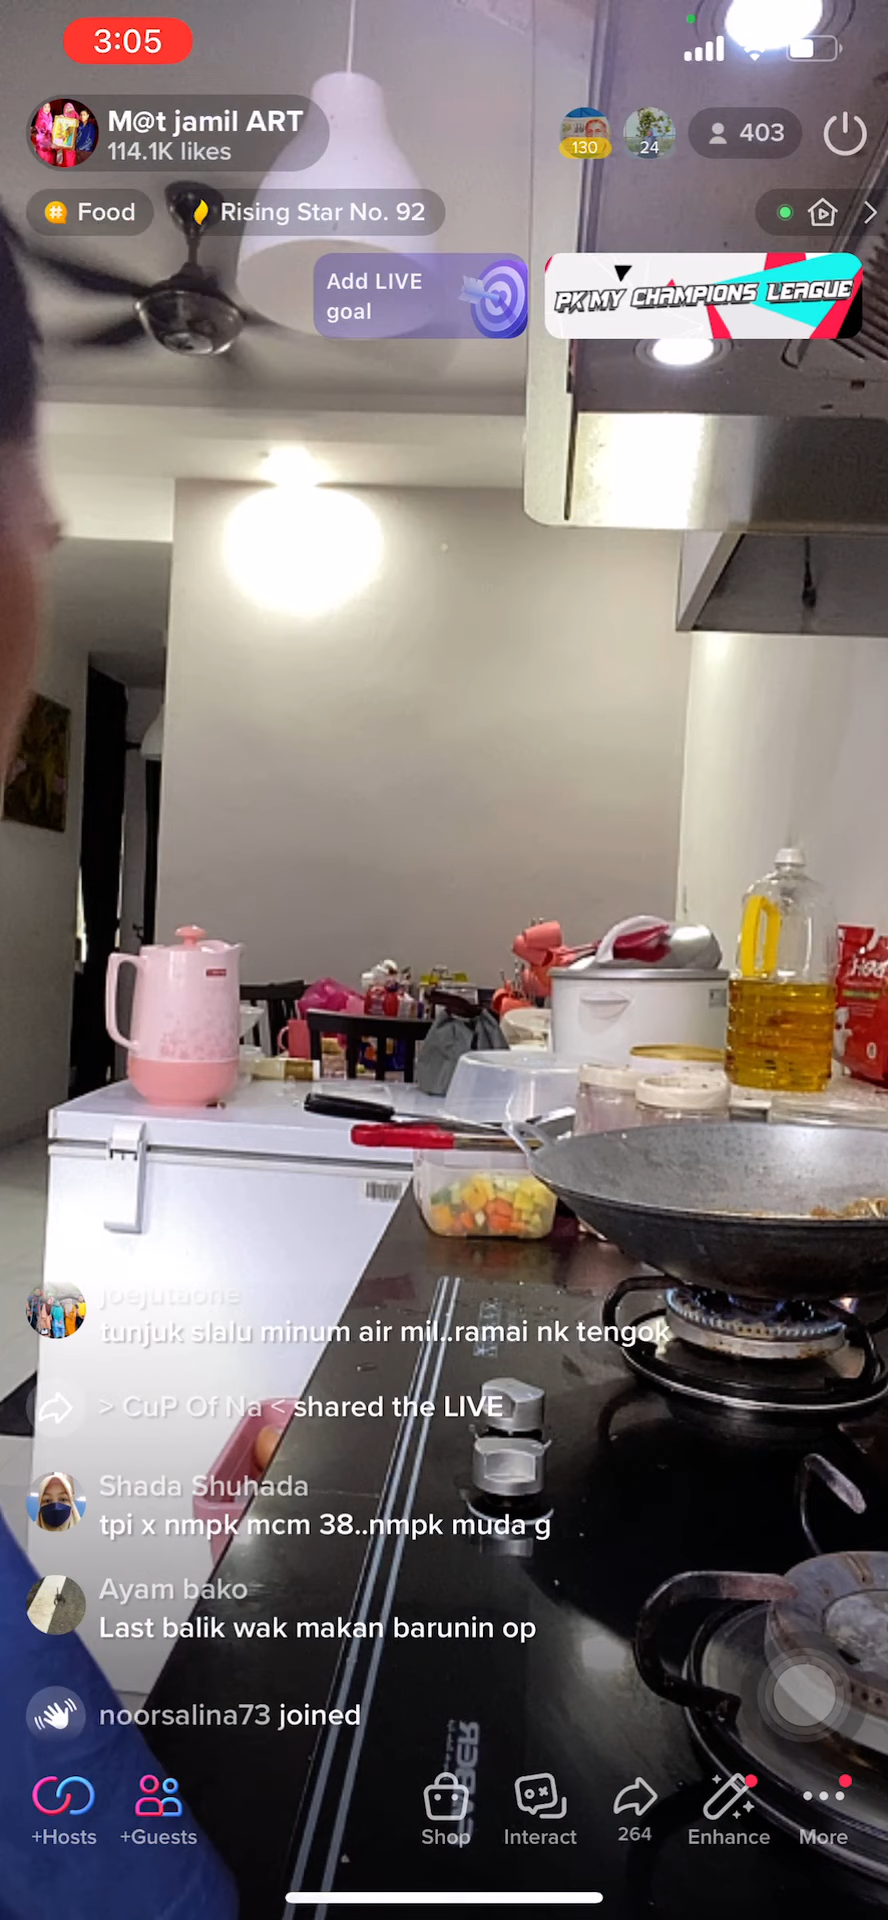 3:05
M@t jamil ART
114.1K likes
130
24
403
Food
Rising Star No. 92
Add LIVE
goal
PK MY CHAMPIONS LEAGUE
joejutaone
tunjuk slalu minum air mil..ramai nk tengok
> CuP Of Na < shared the LIVE
Shada Shuhada
tpi x nmpk mcm 38..nmpk muda g
Ayam bako
Last balik wak makan barunin op
noorsalina73 joined
+Hosts
+Guests
Shop
Interact
264
Enhance
More